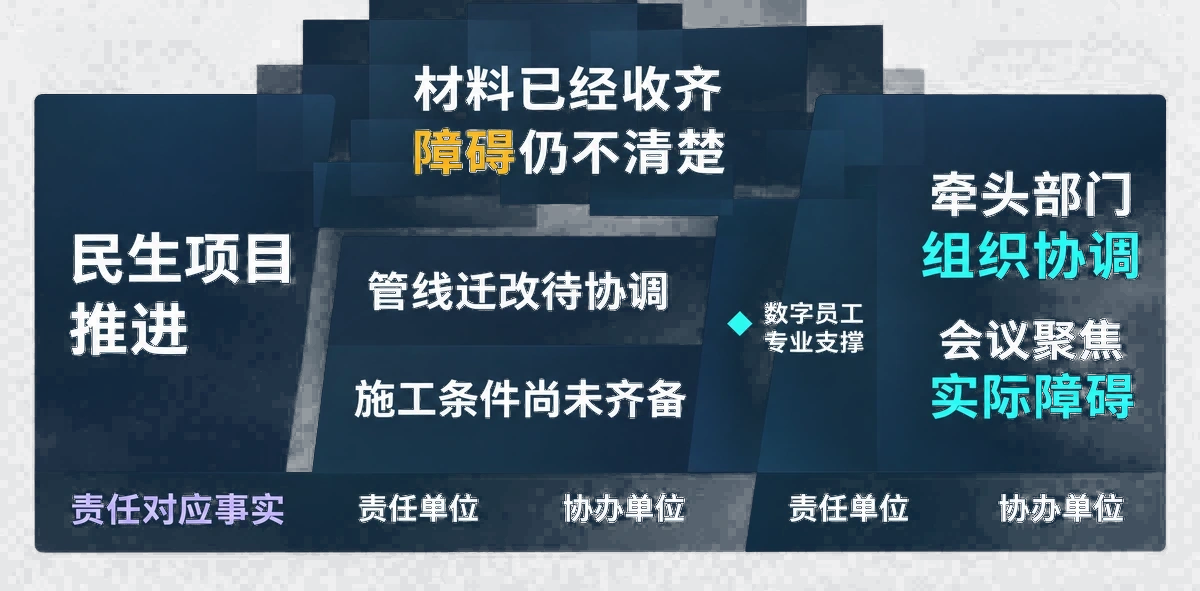 材料已经收齐
障碍仍不清楚
民生项目
推进
管线迁改待协调
施工条件尚未齐备
数字员工
专业支撑
牵头部门
组织协调
会议聚焦
实际障碍
责任对应事实
责任单位
协办单位
责任单位
协办单位